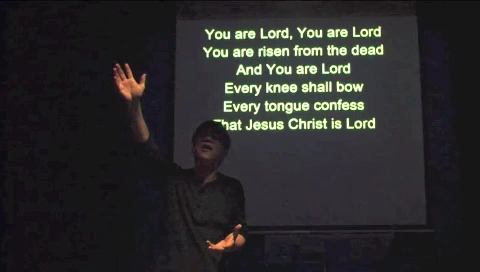 You are Lord, You are Lord
You are risen from the dead
And You are Lord
Every knee shall bow
Every tongue confess
That Jesus Christ is Lord